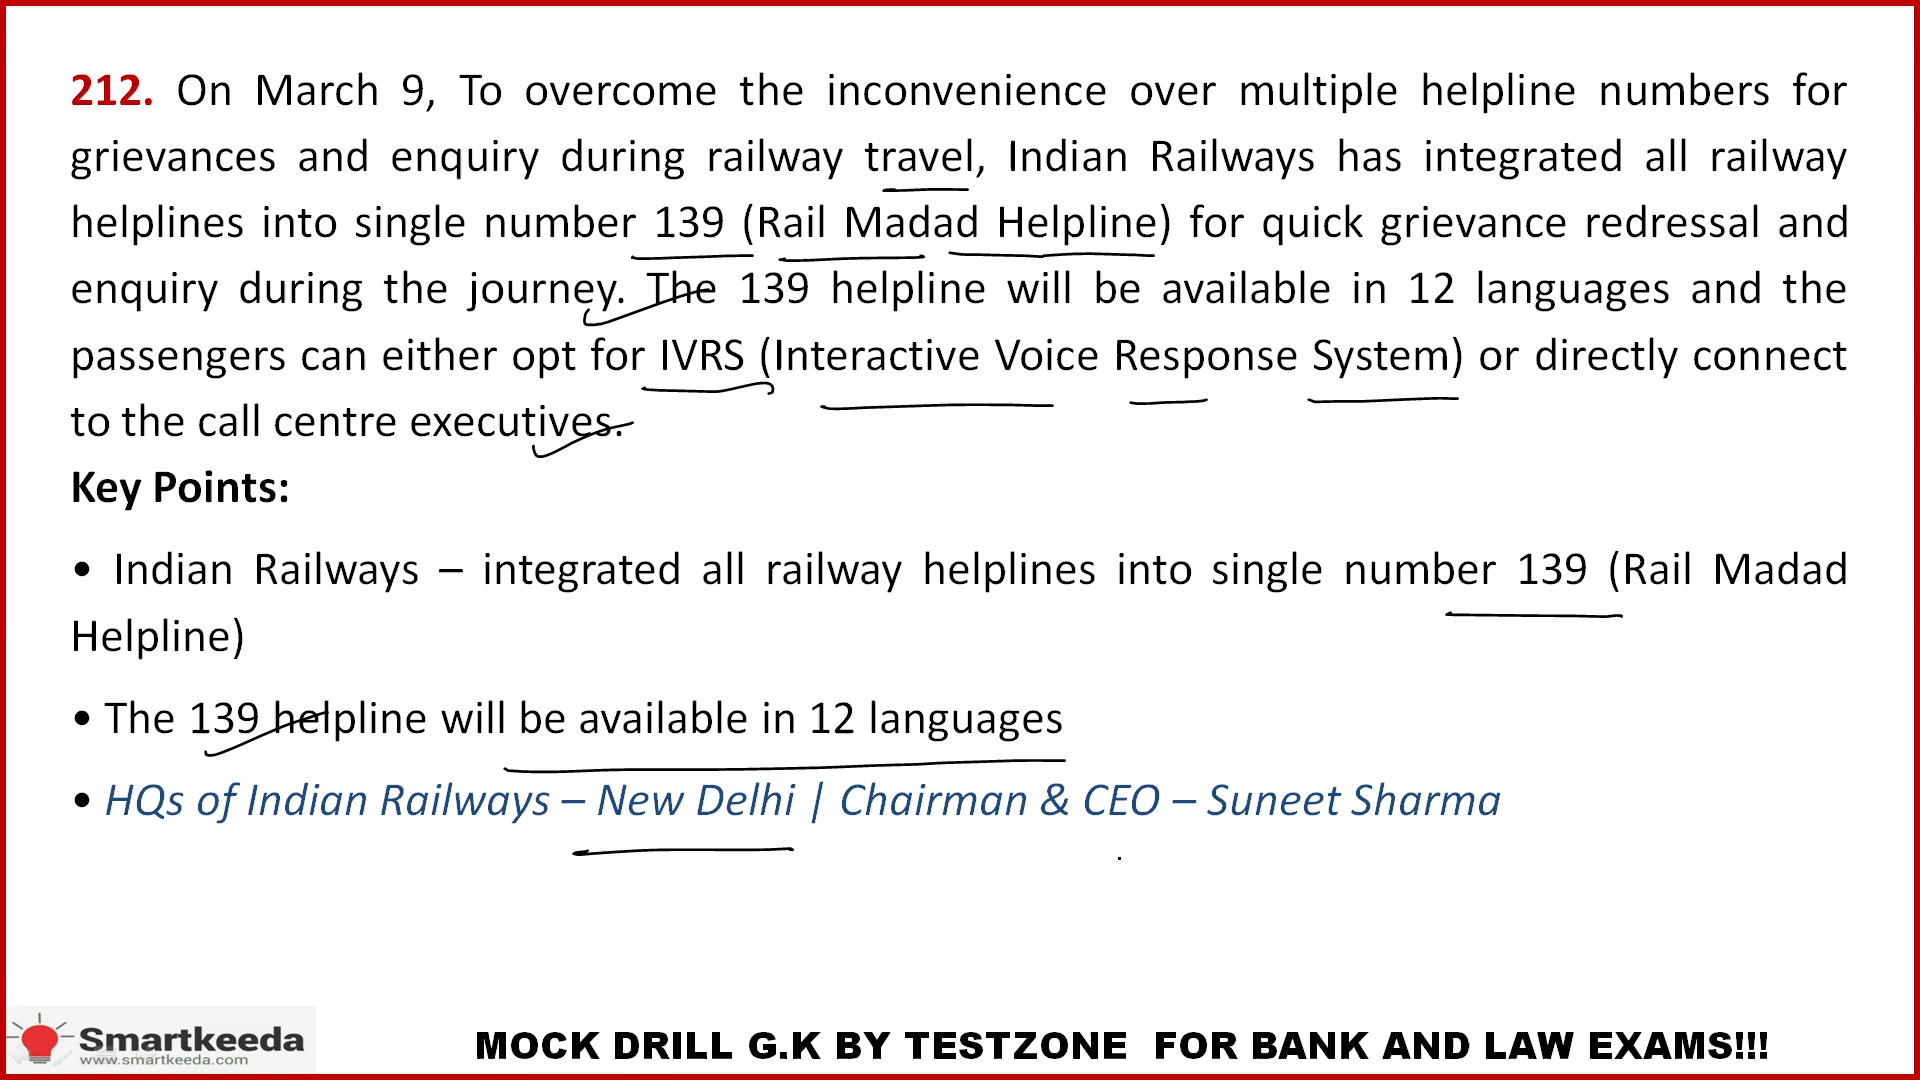 212. On March 9, To overcome the inconvenience over multiple helpline numbers for
grievances and enquiry during railway travel, Indian Railways has integrated all railway
helplines into single number 139 (Rail Madad Helpline) for quick grievance redressal and
enquiry during the journey. The 139 helpline will be available in 12 languages and the
passengers can either opt for IVRS (Interactive Voice Response System) or directly connect
to the call centre executives.
Key Points:
• Indian Railways – integrated all railway helplines into single number 139 (Rail Madad
Helpline)
• The 139 helpline will be available in 12 languages
• HQs of Indian Railways – New Delhi | Chairman & CEO – Suneet Sharma
Smartkeeda
www.smartkeeda.com
MOCK DRILL G.K BY TESTZONE FOR BANK AND LAW EXAMS!!!